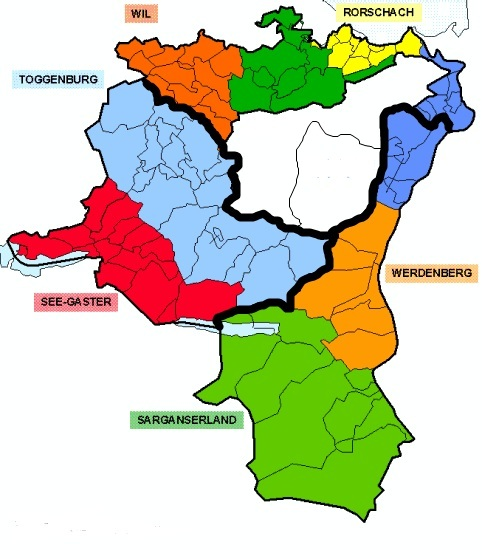 WIL
RORSCHACH
TOGGENBURG
WERDENBERG
SEE-GASTER
SARGANSERLAND